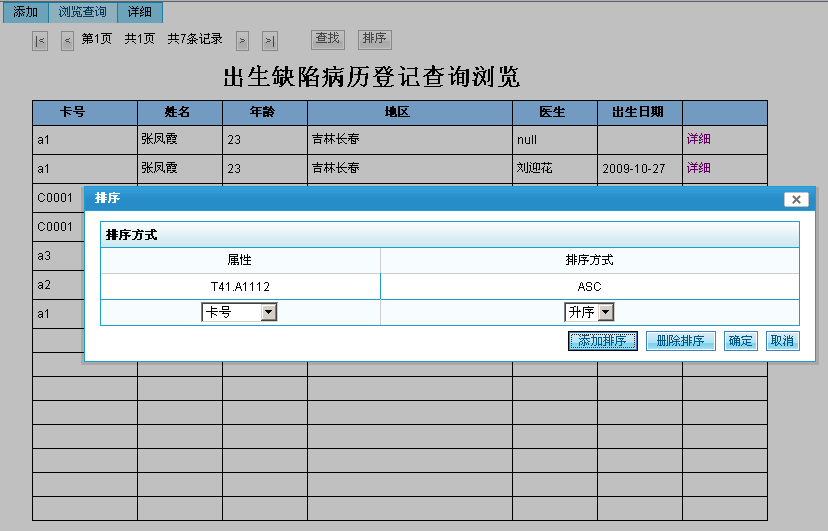 添加 浏览查询 详细
|< < 第1页 共1页 共7条记录 > >| 查找 排序
出生缺陷病历登记查询浏览
卡号 姓名 年龄 地区 医生 出生日期
a1 张凤霞 23 吉林长春 null 详细
a1 张凤霞 23 吉林长春 刘迎花 2009-10-27 详细
C0001
排序
C0001
排序方式
a3
属性 排序方式
a2
T41.A1112 ASC
a1
卡号 升序
添加排序 删除排序 确定 取消